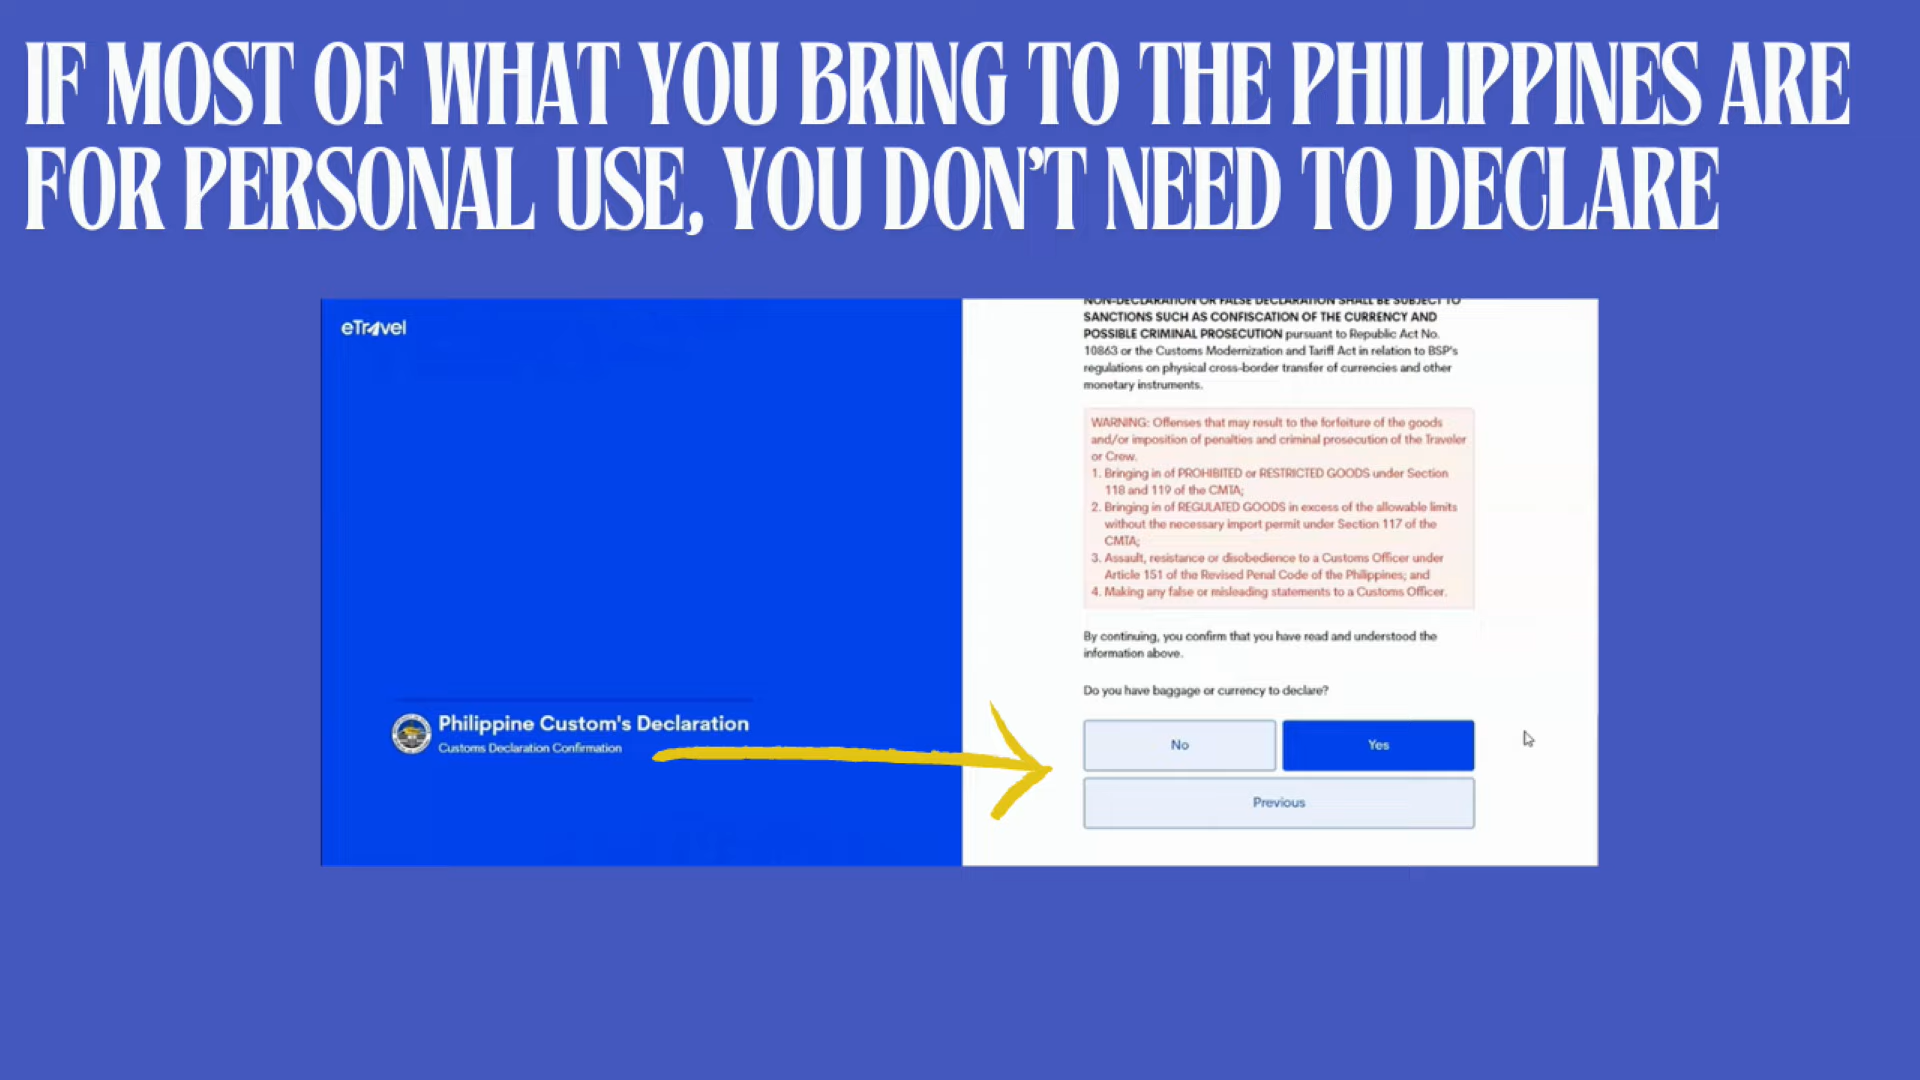 IF MOST OF WHAT YOU BRING TO THE PHILIPPINES ARE
FOR PERSONAL USE, YOU DON'T NEED TO DECLARE
eTravel
Philippine Custom's Declaration
Customs Declaration Confirmation
NON-DECLARATION OR FALSE DECLARATION SHALL BE SUBJECT TO
SANCTIONS SUCH AS CONFISCATION OF THE CURRENCY AND
POSSIBLE CRIMINAL PROSECUTION pursuant to Republic Act No.
10863 or the Customs Modernization and Tariff Act in relation to BSP's
regulations on physical cross-border transfer of currencies and other
monetary instruments.
WARNING: Offenses that may result to the forfeiture of the goods
and/or imposition of penalties and criminal prosecution of the Traveler
or Crew.
1. Bringing in of PROHIBITED or RESTRICTED GOODS under Section
118 and 119 of the CMTA;
2. Bringing in of REGULATED GOODS in excess of the allowable limits
without the necessary import permit under Section 117 of the
CMTA;
3. Assault, resistance or disobedience to a Customs Officer under
Article 151 of the Revised Penal Code of the Philippines; and
4. Making any false or misleading statements to a Customs Officer.
By continuing, you confirm that you have read and understood the
information above.
Do you have baggage or currency to declare?
No
Yes
Previous